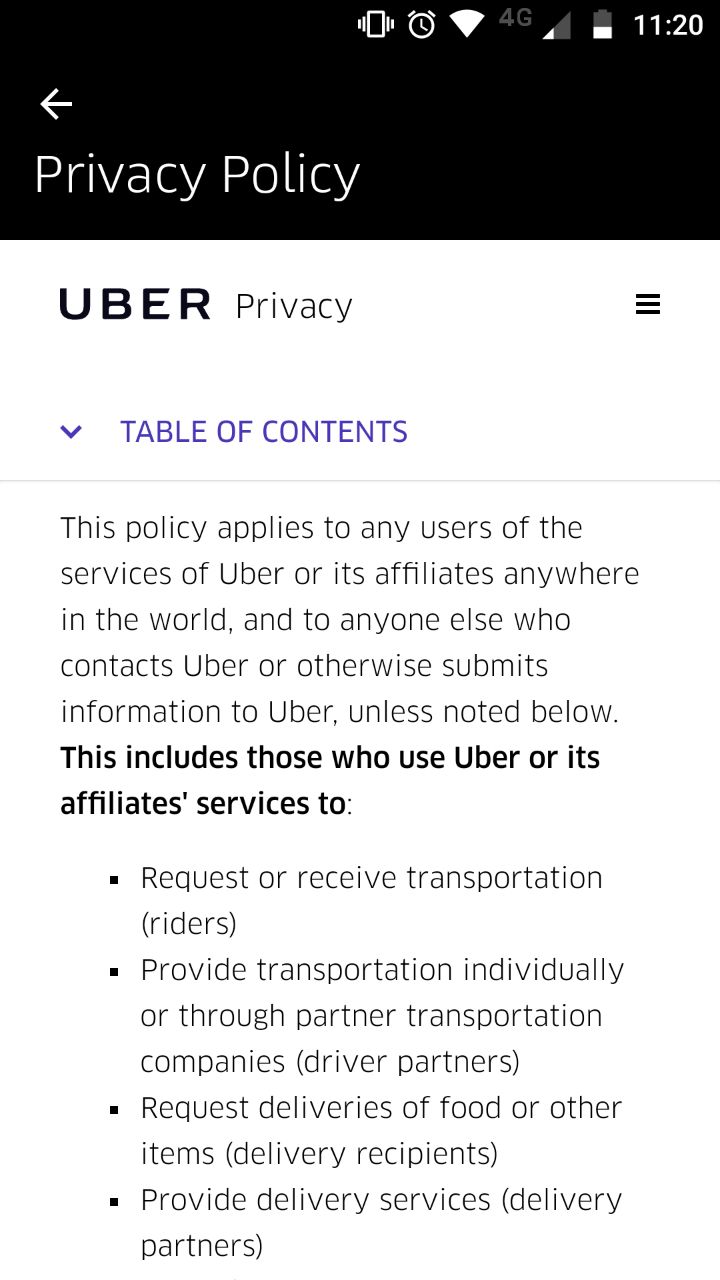 4G 11:20
Privacy Policy
UBER Privacy
TABLE OF CONTENTS
This policy applies to any users of the
services of Uber or its affiliates anywhere
in the world, and to anyone else who
contacts Uber or otherwise submits
information to Uber, unless noted below.
This includes those who use Uber or its
affiliates' services to:
▪ Request or receive transportation
(riders)
▪ Provide transportation individually
or through partner transportation
companies (driver partners)
▪ Request deliveries of food or other
items (delivery recipients)
▪ Provide delivery services (delivery
partners)